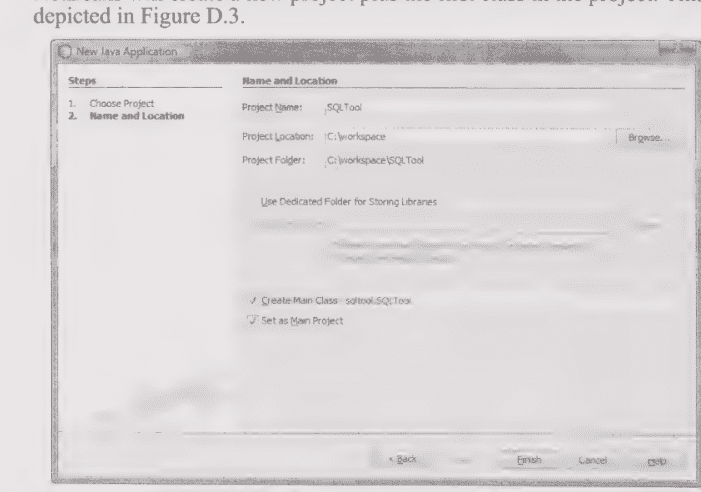 depicted in Figure D.3.
New Java Application
Steps
1. Choose Project
2. Name and Location
Name and Location
Project Name: SQLTool
Project Location: C:\workspace
Browse...
Project Folder: C:\workspace\SQLTool
Use Dedicated Folder for Storing Libraries
Create Main Class sqltool.SQLTool
Set as Main Project
< Back
Finish
Cancel
Help